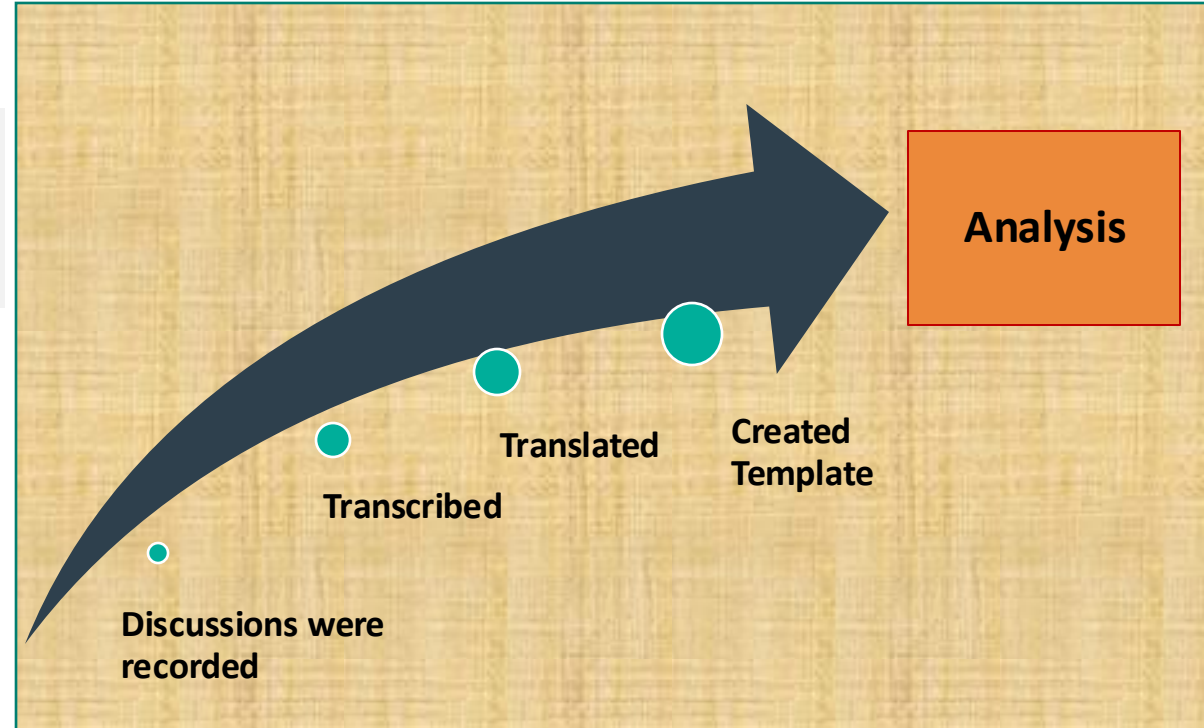 Discussions were
recorded
Transcribed
Translated
Created
Template
Analysis